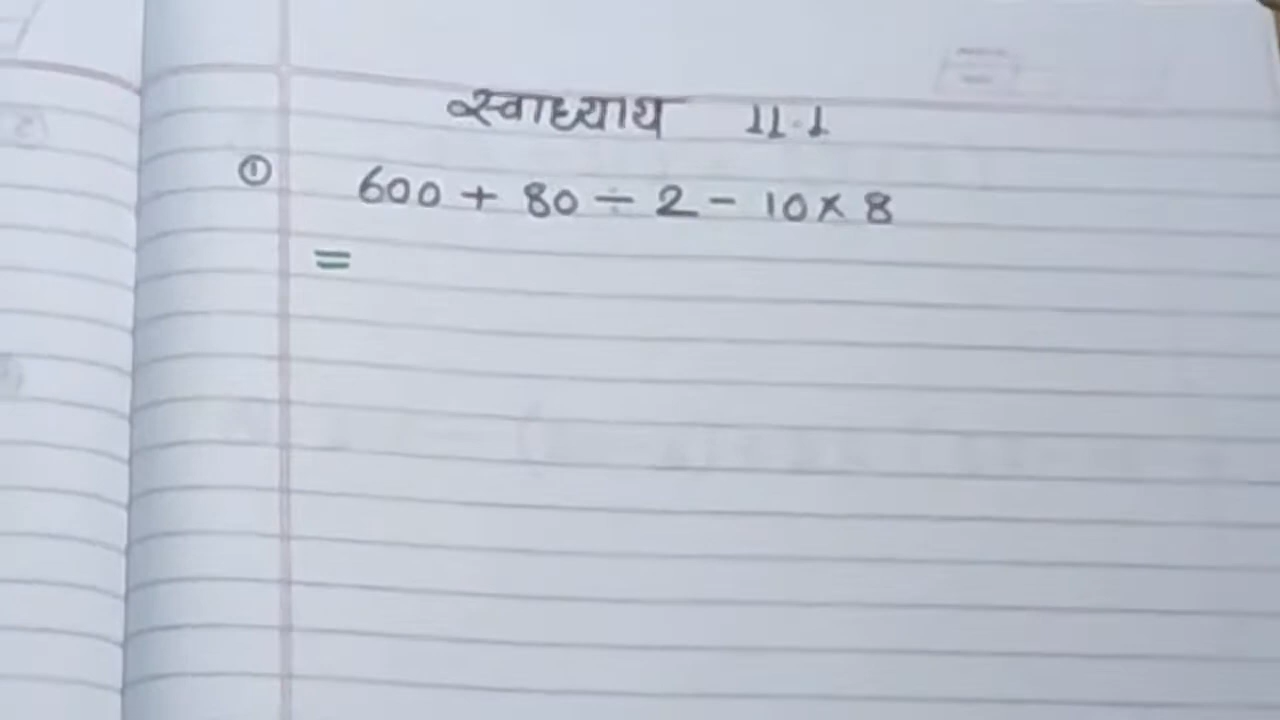 स्वाध्याय 11.1
① 600 + 80 ÷ 2 - 10 × 8
=